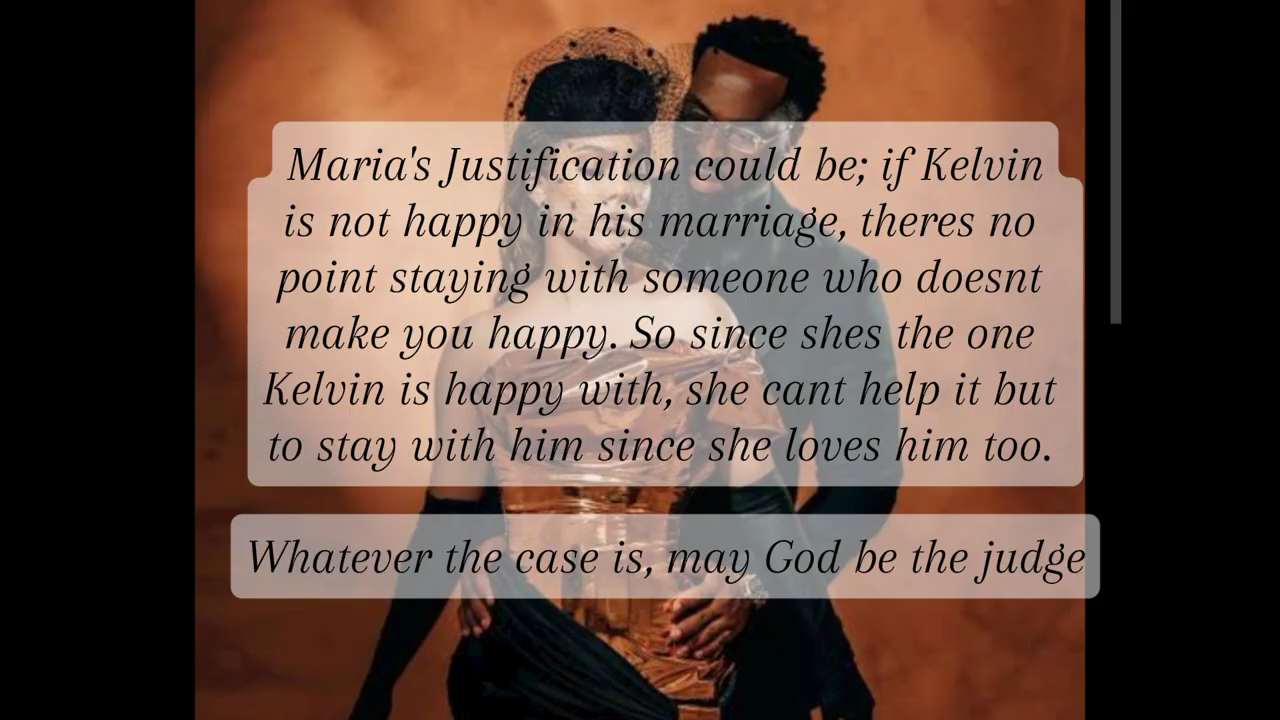 Maria's Justification could be; if Kelvin
is not happy in his marriage, theres no
point staying with someone who doesnt
make you happy. So since shes the one
Kelvin is happy with, she cant help it but
to stay with him since she loves him too.
Whatever the case is, may God be the judge